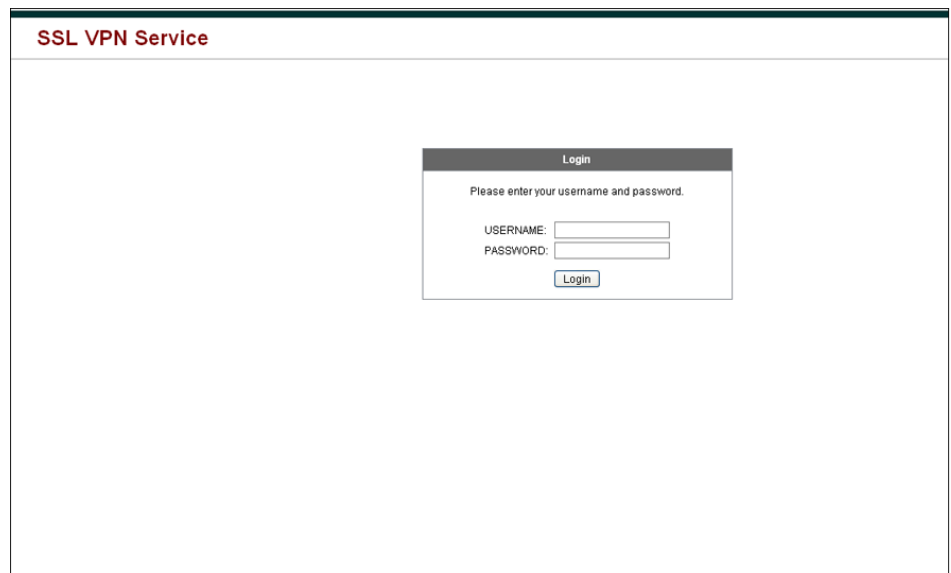 SSL VPN Service
Login
Please enter your username and password.
USERNAME:
PASSWORD:
Login